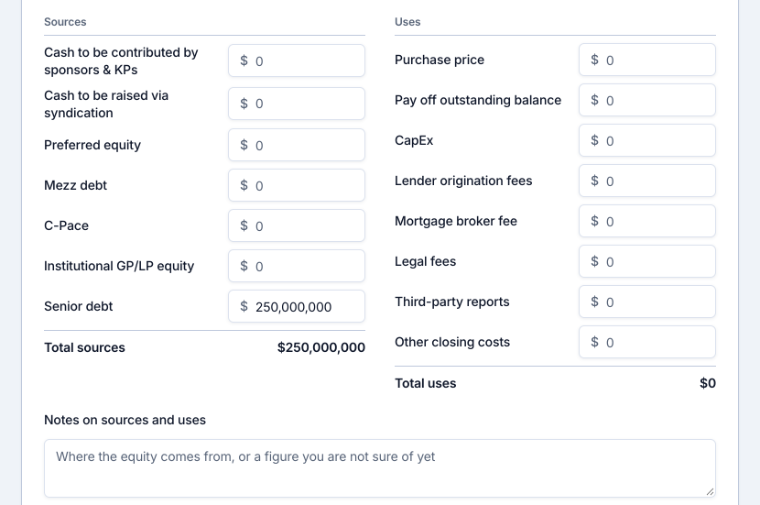 Sources
Cash to be contributed by
sponsors & KPs
$ 0
Cash to be raised via
syndication
$ 0
Preferred equity
$ 0
Mezz debt
$ 0
C-Pace
$ 0
Institutional GP/LP equity
$ 0
Senior debt
$ 250,000,000
Total sources
$250,000,000
Uses
Purchase price
$ 0
Pay off outstanding balance
$ 0
CapEx
$ 0
Lender origination fees
$ 0
Mortgage broker fee
$ 0
Legal fees
$ 0
Third-party reports
$ 0
Other closing costs
$ 0
Total uses
$0
Notes on sources and uses
Where the equity comes from, or a figure you are not sure of yet